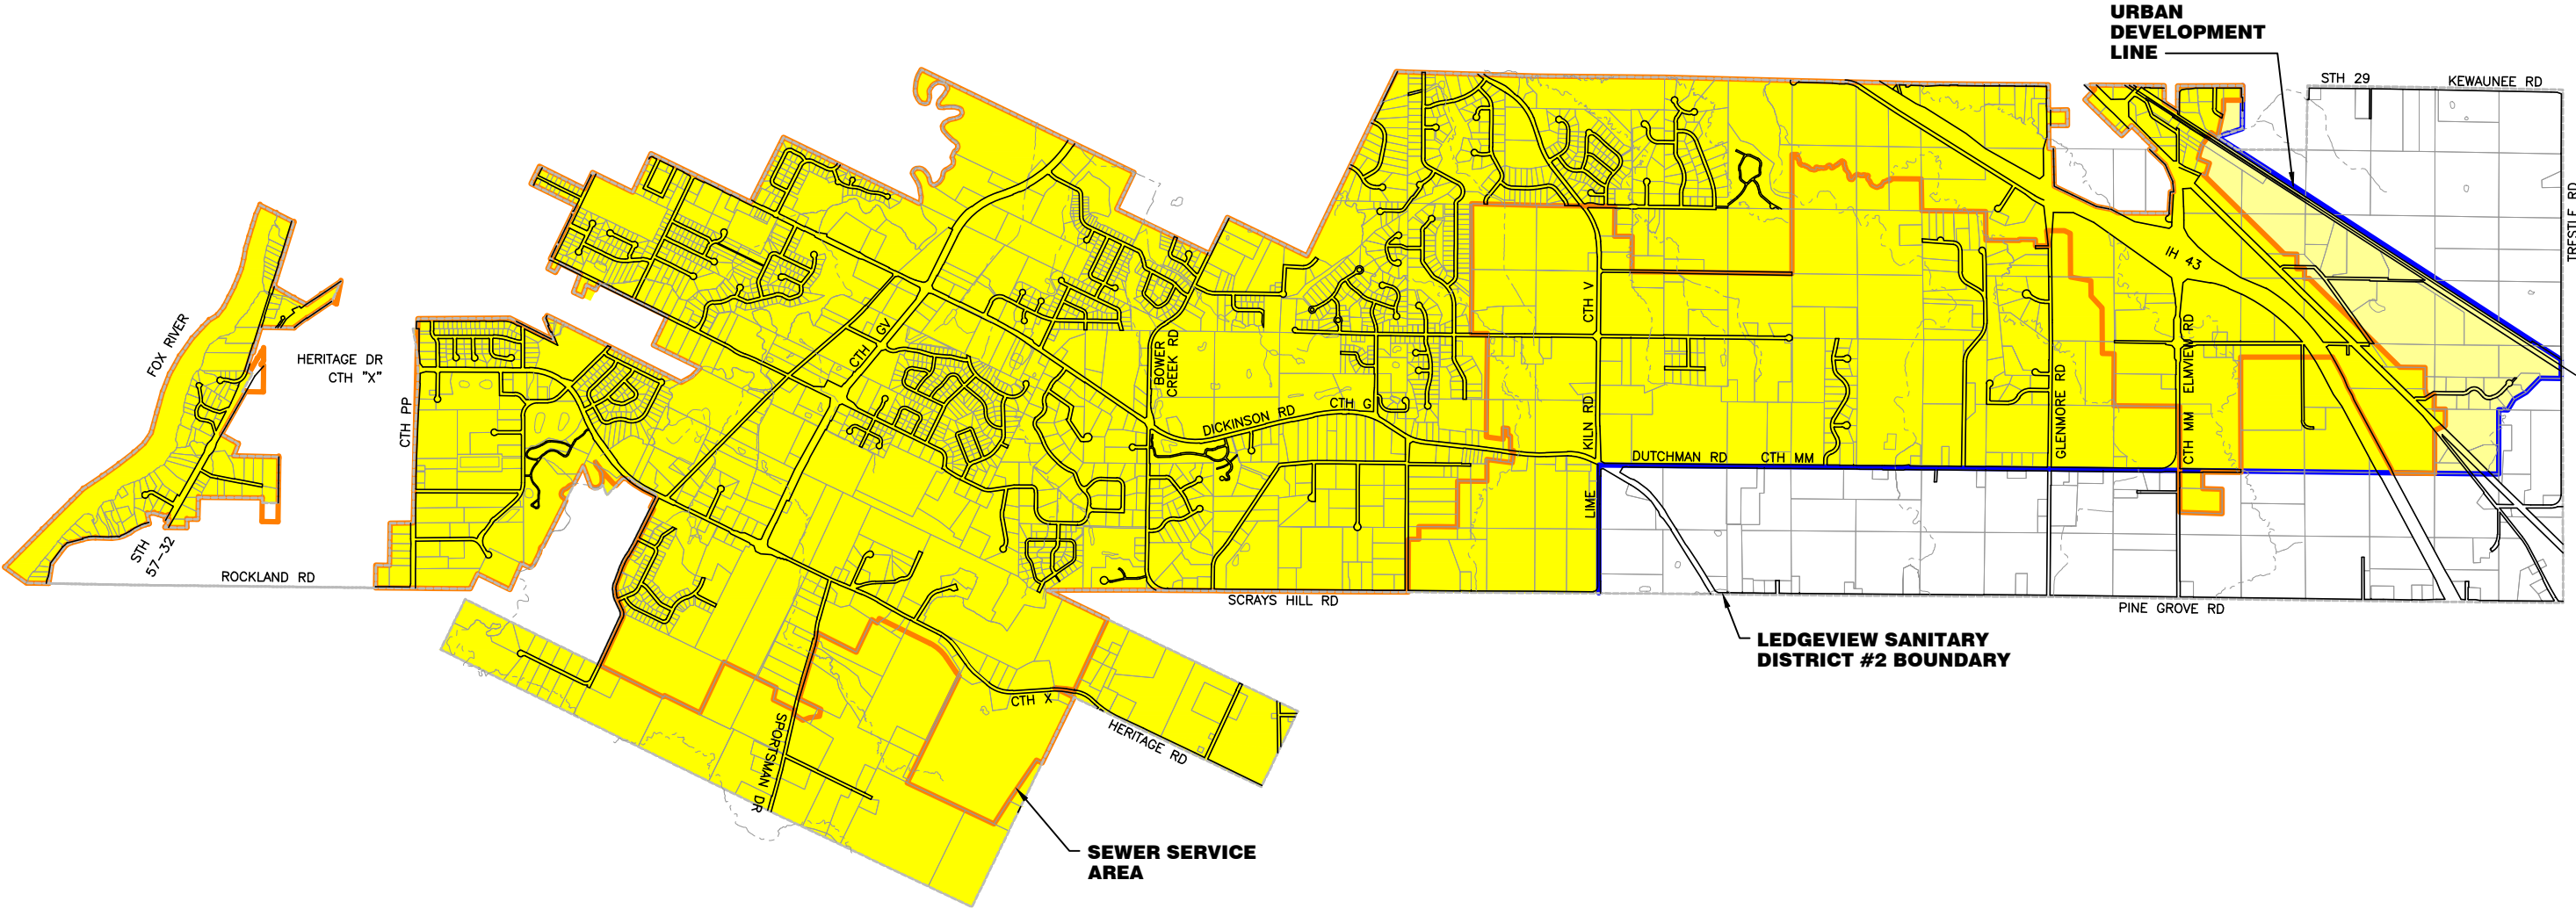 URBAN
DEVELOPMENT
LINE
STH 29
KEWAUNEE RD
TRESTLE RD
IH 43
FOX RIVER
HERITAGE DR
CTH "X"
CTH PP
CTH GV
BOWER
CREEK RD
CTH V
ELMVIEW RD
CTH MM
GLENMORE RD
DICKINSON RD
CTH G
KILN RD
LIME
DUTCHMAN RD
CTH MM
STH
57-32
ROCKLAND RD
SCRAYS HILL RD
PINE GROVE RD
LEDGEVIEW SANITARY
DISTRICT #2 BOUNDARY
CTH X
HERITAGE RD
SPORTSMAN DR
SEWER SERVICE
AREA